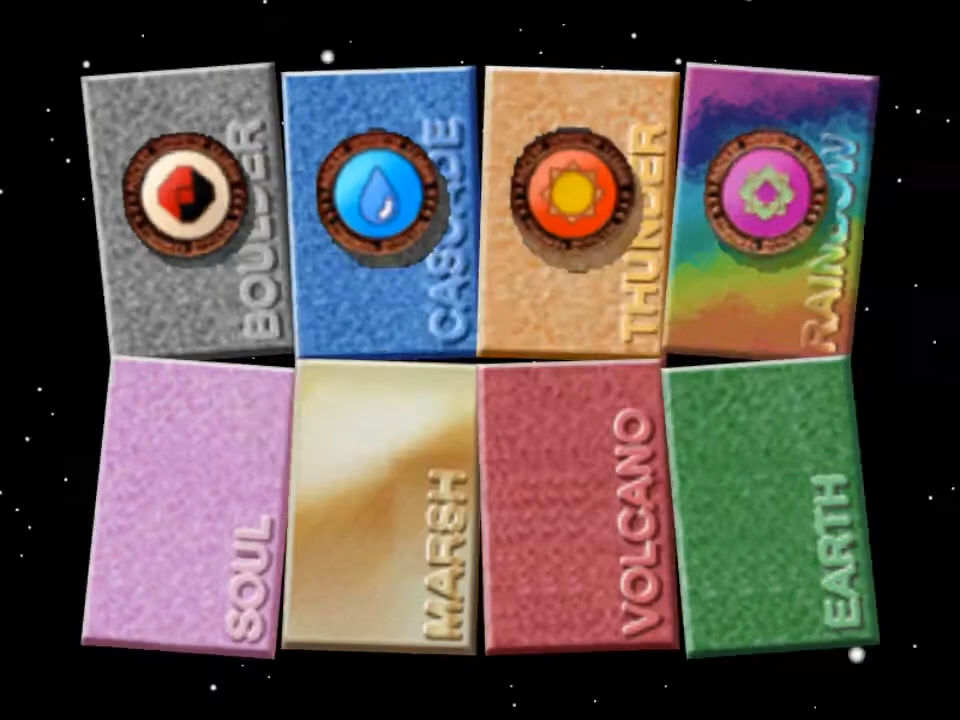 BOULDER
CASCADE
THUNDER
RAINBOW
SOUL
MARSH
VOLCANO
EARTH